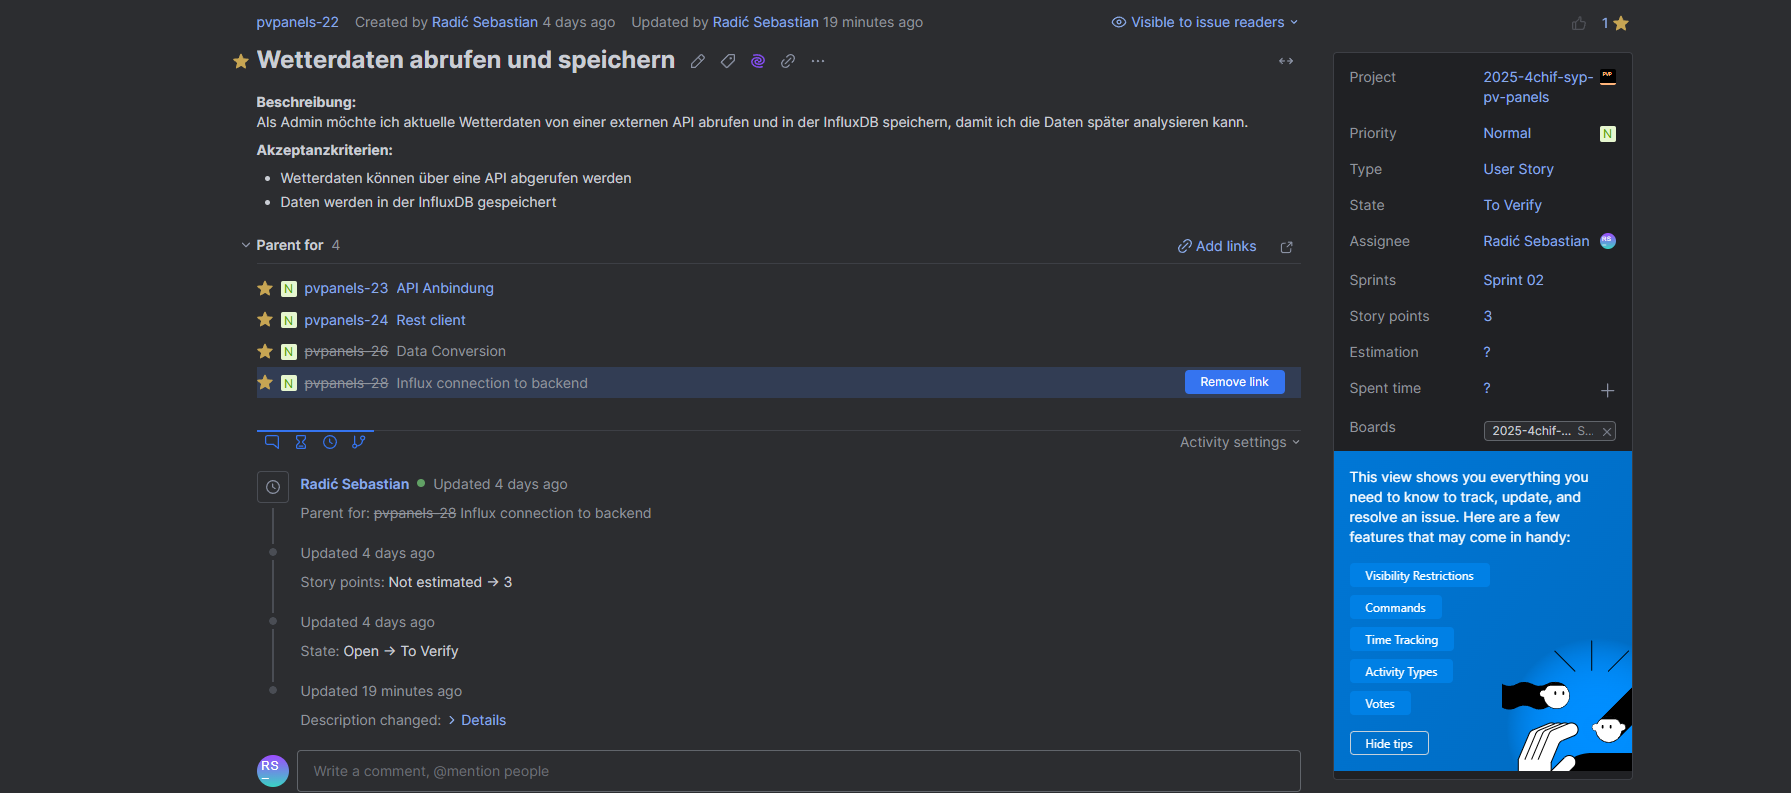 pvpanels-22 Created by Radić Sebastian 4 days ago Updated by Radić Sebastian 19 minutes ago Visible to issue readers 1
Wetterdaten abrufen und speichern
Beschreibung:
Als Admin möchte ich aktuelle Wetterdaten von einer externen API abrufen und in der InfluxDB speichern, damit ich die Daten später analysieren kann.
Akzeptanzkriterien:
• Wetterdaten können über eine API abgerufen werden
• Daten werden in der InfluxDB gespeichert
Parent for 4 Add links
N pvpanels-23 API Anbindung
N pvpanels-24 Rest client
N pvpanels-26 Data Conversion
N pvpanels-28 Influx connection to backend Remove link
Activity settings
Radić Sebastian Updated 4 days ago
Parent for: pvpanels-28 Influx connection to backend
Updated 4 days ago
Story points: Not estimated → 3
Updated 4 days ago
State: Open → To Verify
Updated 19 minutes ago
Description changed: > Details
RS
Write a comment, @mention people
Project 2025-4chif-syp- PVP
pv-panels
Priority Normal N
Type User Story
State To Verify
Assignee Radić Sebastian RS
Sprints Sprint 02
Story points 3
Estimation ?
Spent time ?
Boards 2025-4chif-... S...
This view shows you everything you
need to know to track, update, and
resolve an issue. Here are a few
features that may come in handy:
Visibility Restrictions
Commands
Time Tracking
Activity Types
Votes
Hide tips